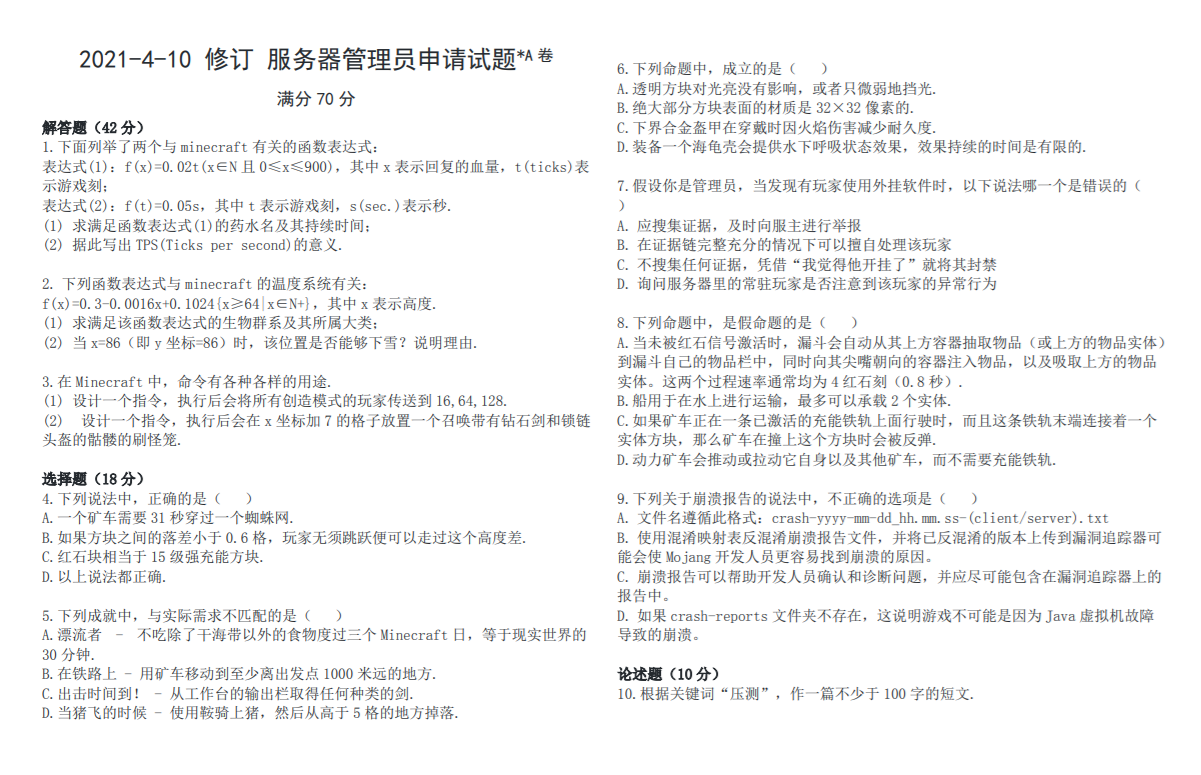 2021-4-10 修订 服务器管理员申请试题*A 卷
满分 70 分
解答题（42 分）
1.下面列举了两个与 minecraft 有关的函数表达式:
表达式(1): f(x)=0.02t(x∈N 且 0≤x≤900), 其中 x 表示回复的血量, t(ticks)表
示游戏刻;
表达式(2): f(t)=0.05s, 其中 t 表示游戏刻, s(sec.)表示秒.
(1) 求满足函数表达式(1)的药水名及其持续时间;
(2) 据此写出 TPS(Ticks per second)的意义.
2. 下列函数表达式与 minecraft 的温度系统有关:
f(x)=0.3-0.0016x+0.1024{x≥64|x∈N+}, 其中 x 表示高度.
(1) 求满足该函数表达式的生物群系及其所属大类;
(2) 当 x=86（即 y 坐标=86）时, 该位置是否能够下雪? 说明理由.
3.在 Minecraft 中, 命令有各种各样的用途.
(1) 设计一个指令, 执行后会将所有创造模式的玩家传送到 16,64,128.
(2) 设计一个指令, 执行后会在 x 坐标加 7 的格子放置一个召唤带有钻石剑和锁链
头盔的骷髅的刷怪笼.
选择题（18 分）
4.下列说法中, 正确的是（ ）
A.一个矿车需要 31 秒穿过一个蜘蛛网.
B.如果方块之间的落差小于 0.6 格, 玩家无须跳跃便可以走过这个高度差.
C.红石块相当于 15 级强充能方块.
D.以上说法都正确.
5.下列成就中, 与实际需求不匹配的是（ ）
A.漂流者 - 不吃除了干海带以外的食物度过三个 Minecraft 日, 等于现实世界的
30 分钟.
B.在铁路上 - 用矿车移动到至少离出发点 1000 米远的地方.
C.出击时间到! - 从工作台的输出栏取得任何种类的剑.
D.当猪飞的时候 - 使用鞍骑上猪, 然后从高于 5 格的地方掉落.
6.下列命题中, 成立的是（ ）
A.透明方块对光亮没有影响, 或者只微弱地挡光.
B.绝大部分方块表面的材质是 32×32 像素的.
C.下界合金盔甲在穿戴时因火焰伤害减少耐久度.
D.装备一个海龟壳会提供水下呼吸状态效果, 效果持续的时间是有限的.
7.假设你是管理员, 当发现有玩家使用外挂软件时, 以下说法哪一个是错误的（
）
A. 应搜集证据, 及时向服主进行举报
B. 在证据链完整充分的情况下可以擅自处理该玩家
C. 不搜集任何证据, 凭借“我觉得他开挂了”就将其封禁
D. 询问服务器里的常驻玩家是否注意到该玩家的异常行为
8.下列命题中, 是假命题的是（ ）
A.当未被红石信号激活时, 漏斗会自动从其上方容器抽取物品（或上方的物品实体）
到漏斗自己的物品栏中, 同时向其尖嘴朝向的容器注入物品, 以及吸取上方的物品
实体。这两个过程速率通常均为 4 红石刻（0.8 秒）.
B.船用于在水上进行运输, 最多可以承载 2 个实体.
C.如果矿车正在一条已激活的充能铁轨上面行驶时, 而且这条铁轨末端连接着一个
实体方块, 那么矿车在撞上这个方块时会被反弹.
D.动力矿车会推动或拉动它自身以及其他矿车, 而不需要充能铁轨.
9.下列关于崩溃报告的说法中, 不正确的选项是（ ）
A. 文件名遵循此格式: crash-yyyy-mm-dd_hh.mm.ss-(client/server).txt
B. 使用混淆映射表反混淆崩溃报告文件, 并将已反混淆的版本上传到漏洞追踪器可
能会使 Mojang 开发人员更容易找到崩溃的原因。
C. 崩溃报告可以帮助开发人员确认和诊断问题, 并应尽可能包含在漏洞追踪器上的
报告中。
D. 如果 crash-reports 文件夹不存在, 这说明游戏不可能是因为 Java 虚拟机故障
导致的崩溃。
论述题（10 分）
10.根据关键词“压测”, 作一篇不少于 100 字的短文.